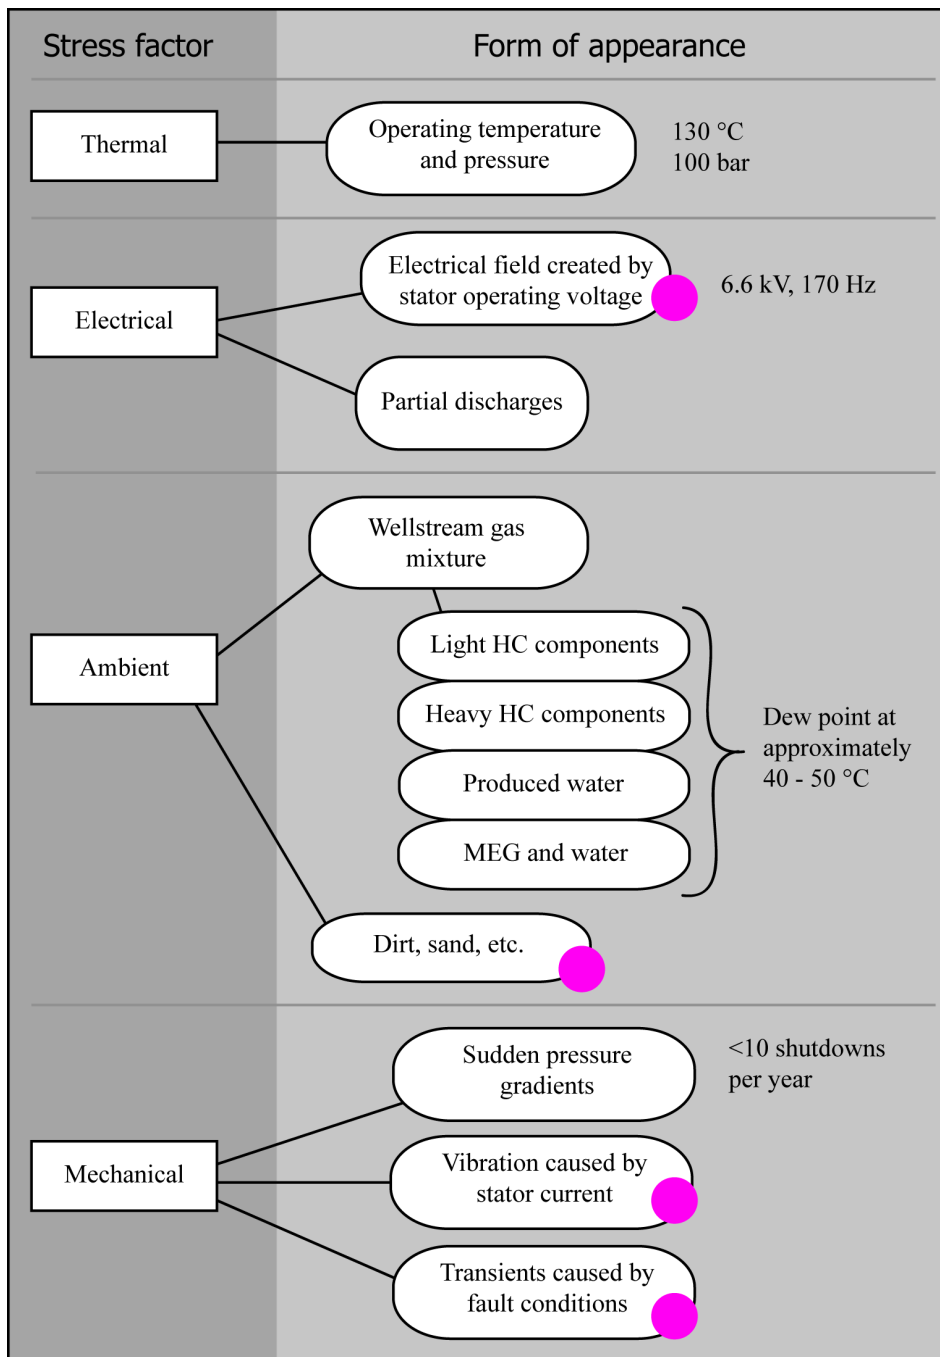 Stress factor
Form of appearance
Thermal
Operating temperature
and pressure
130 °C
100 bar
Electrical
Electrical field created by
stator operating voltage
6.6 kV, 170 Hz
Partial discharges
Ambient
Wellstream gas
mixture
Light HC components
Heavy HC components
Produced water
MEG and water
Dew point at
approximately
40 - 50 °C
Dirt, sand, etc.
Mechanical
Sudden pressure
gradients
<10 shutdowns
per year
Vibration caused by
stator current
Transients caused by
fault conditions